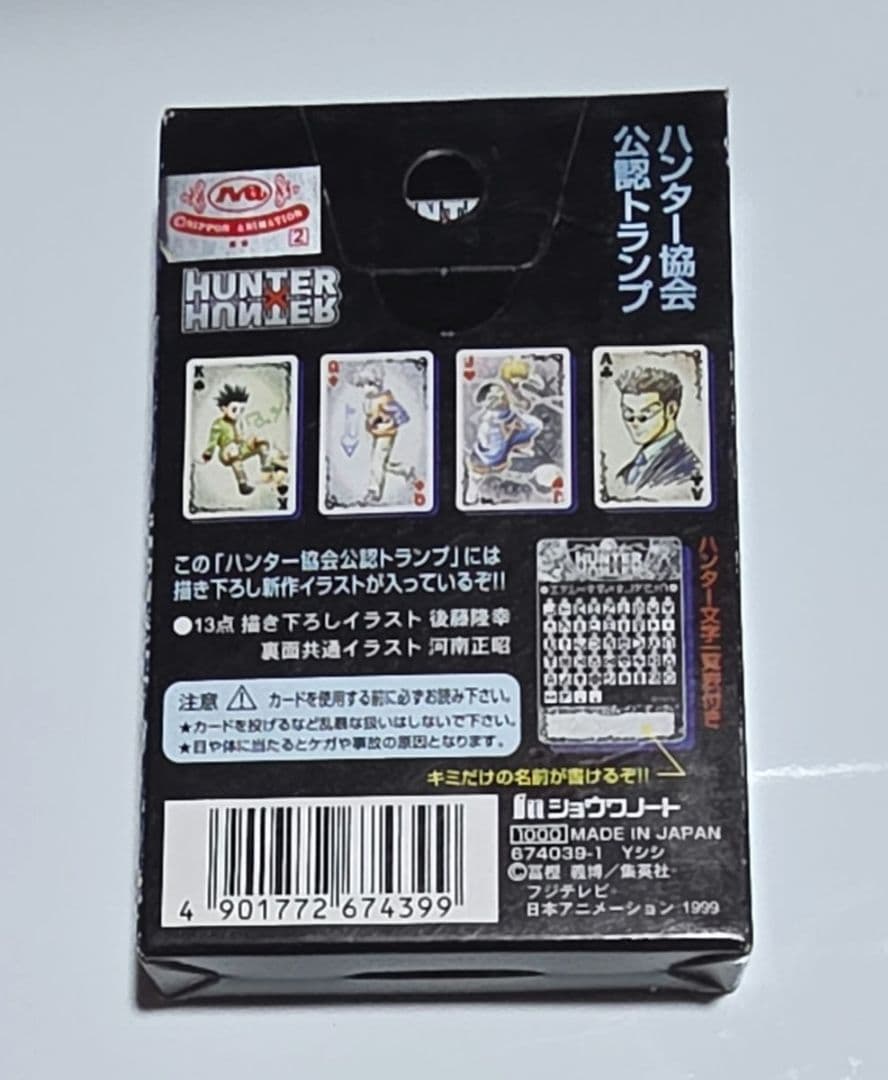 ハンター協会
公認トランプ
NA
©NIPPON ANIMATION
2
NTE
HUNTER
×
HUNTER
K
K
Q
Q
J
J
A
A
この「ハンター協会公認トランプ」には
描き下ろし新作イラストが入っているぞ!!
●13点 描き下ろしイラスト 後藤隆幸
裏面共通イラスト 河南正昭
HUNTER
ハンター文字一覧表付き
注意 ⚠ カードを使用する前に必ずお読み下さい。
★カードを投げるなど乱暴な扱いはしないで下さい。
★目や体に当たるとケガや事故の原因となります。
キミだけの名前が書けるぞ!!
ショウワノート
1000 MADE IN JAPAN
674039-1 Yシシ
©冨樫 義博/集英社・
フジテレビ・
日本アニメーション 1999
4 901772 674399